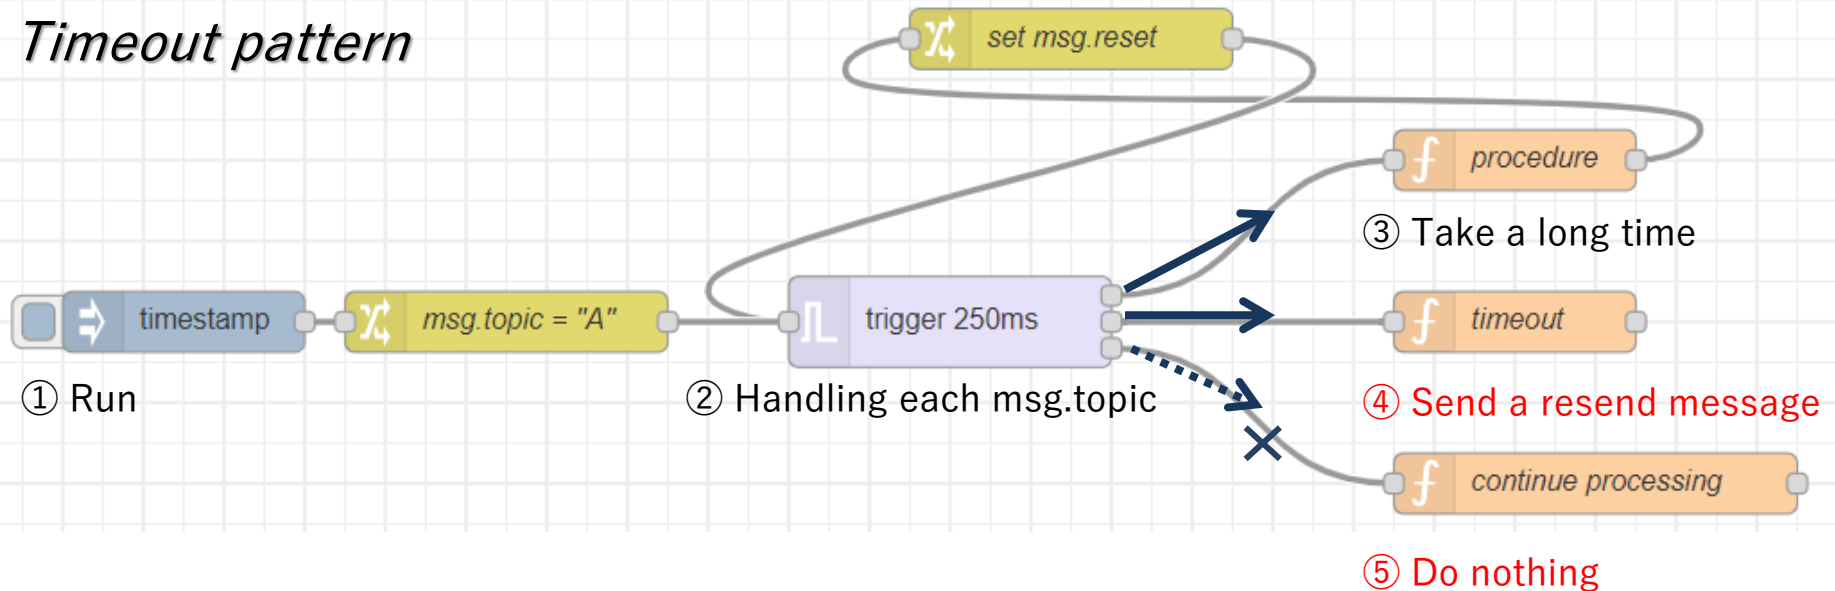 Timeout pattern
set msg.reset
procedure
③ Take a long time
timestamp
msg.topic = "A"
trigger 250ms
timeout
① Run
② Handling each msg.topic
④ Send a resend message
continue processing
⑤ Do nothing